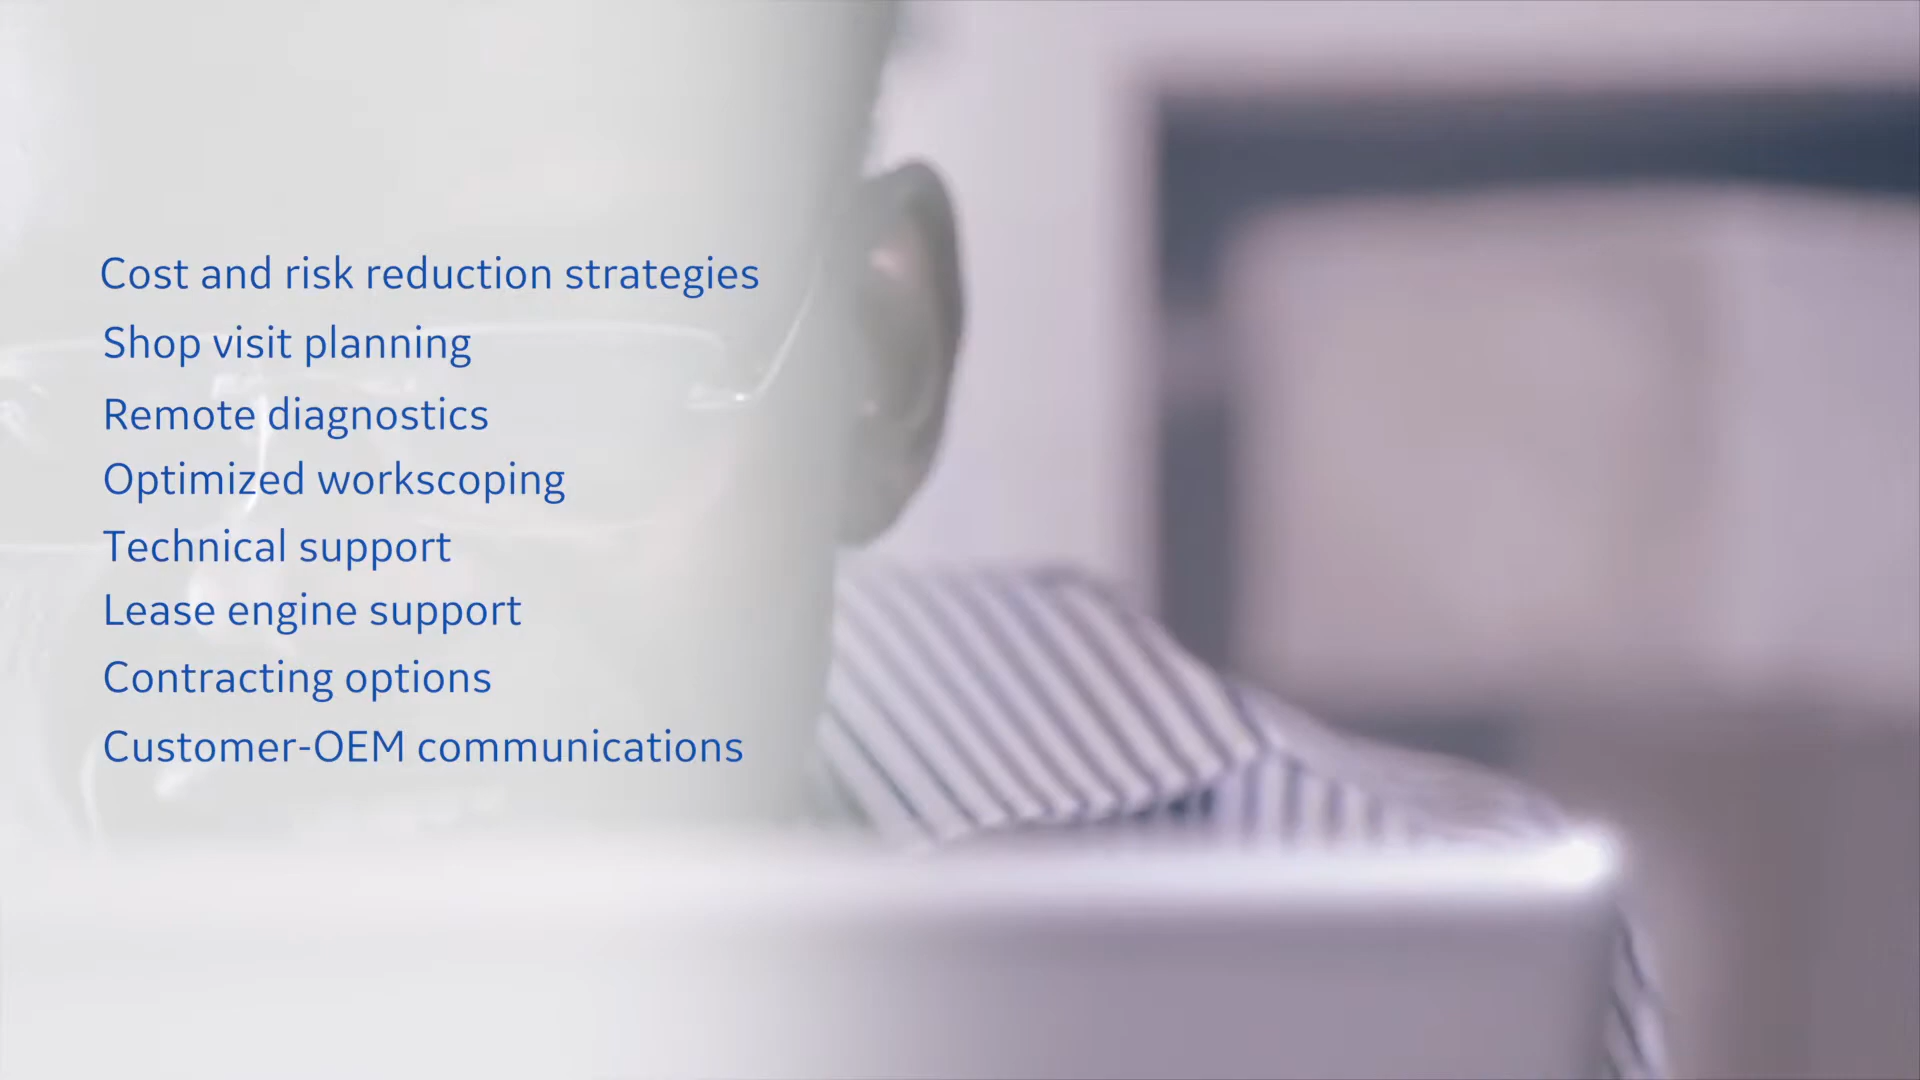 Cost and risk reduction strategies
Shop visit planning
Remote diagnostics
Optimized workscoping
Technical support
Lease engine support
Contracting options
Customer-OEM communications